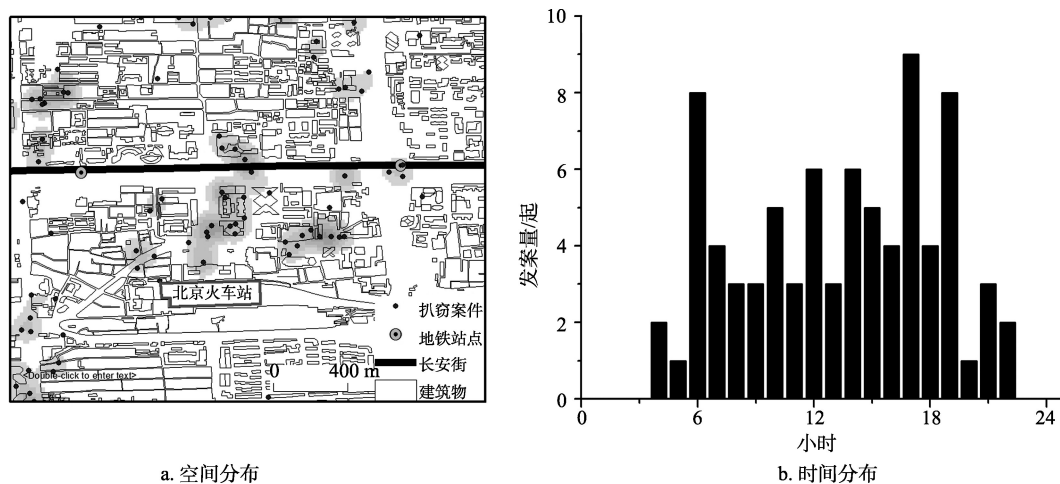 北京火车站
扒窃案件
地铁站点
长安街
建筑物
<Double-click to enter text>
0 400 m
a. 空间分布
发案量/起
10
8
6
4
2
0
0 6 12 18 24
小时
b. 时间分布